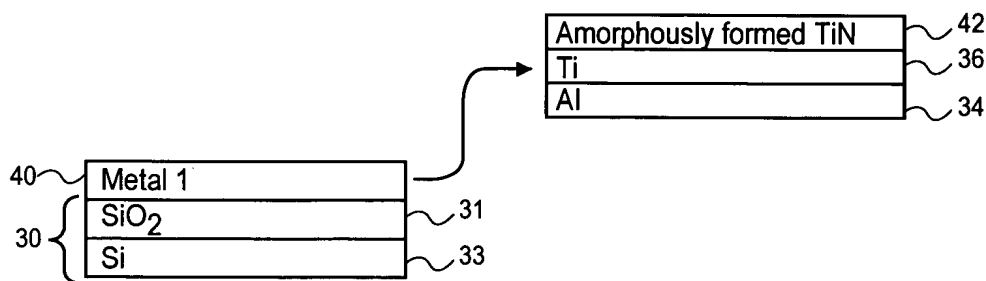 Amorphously formed TiN 42
Ti 36
Al 34
40 Metal 1
SiO2 31
30
Si 33